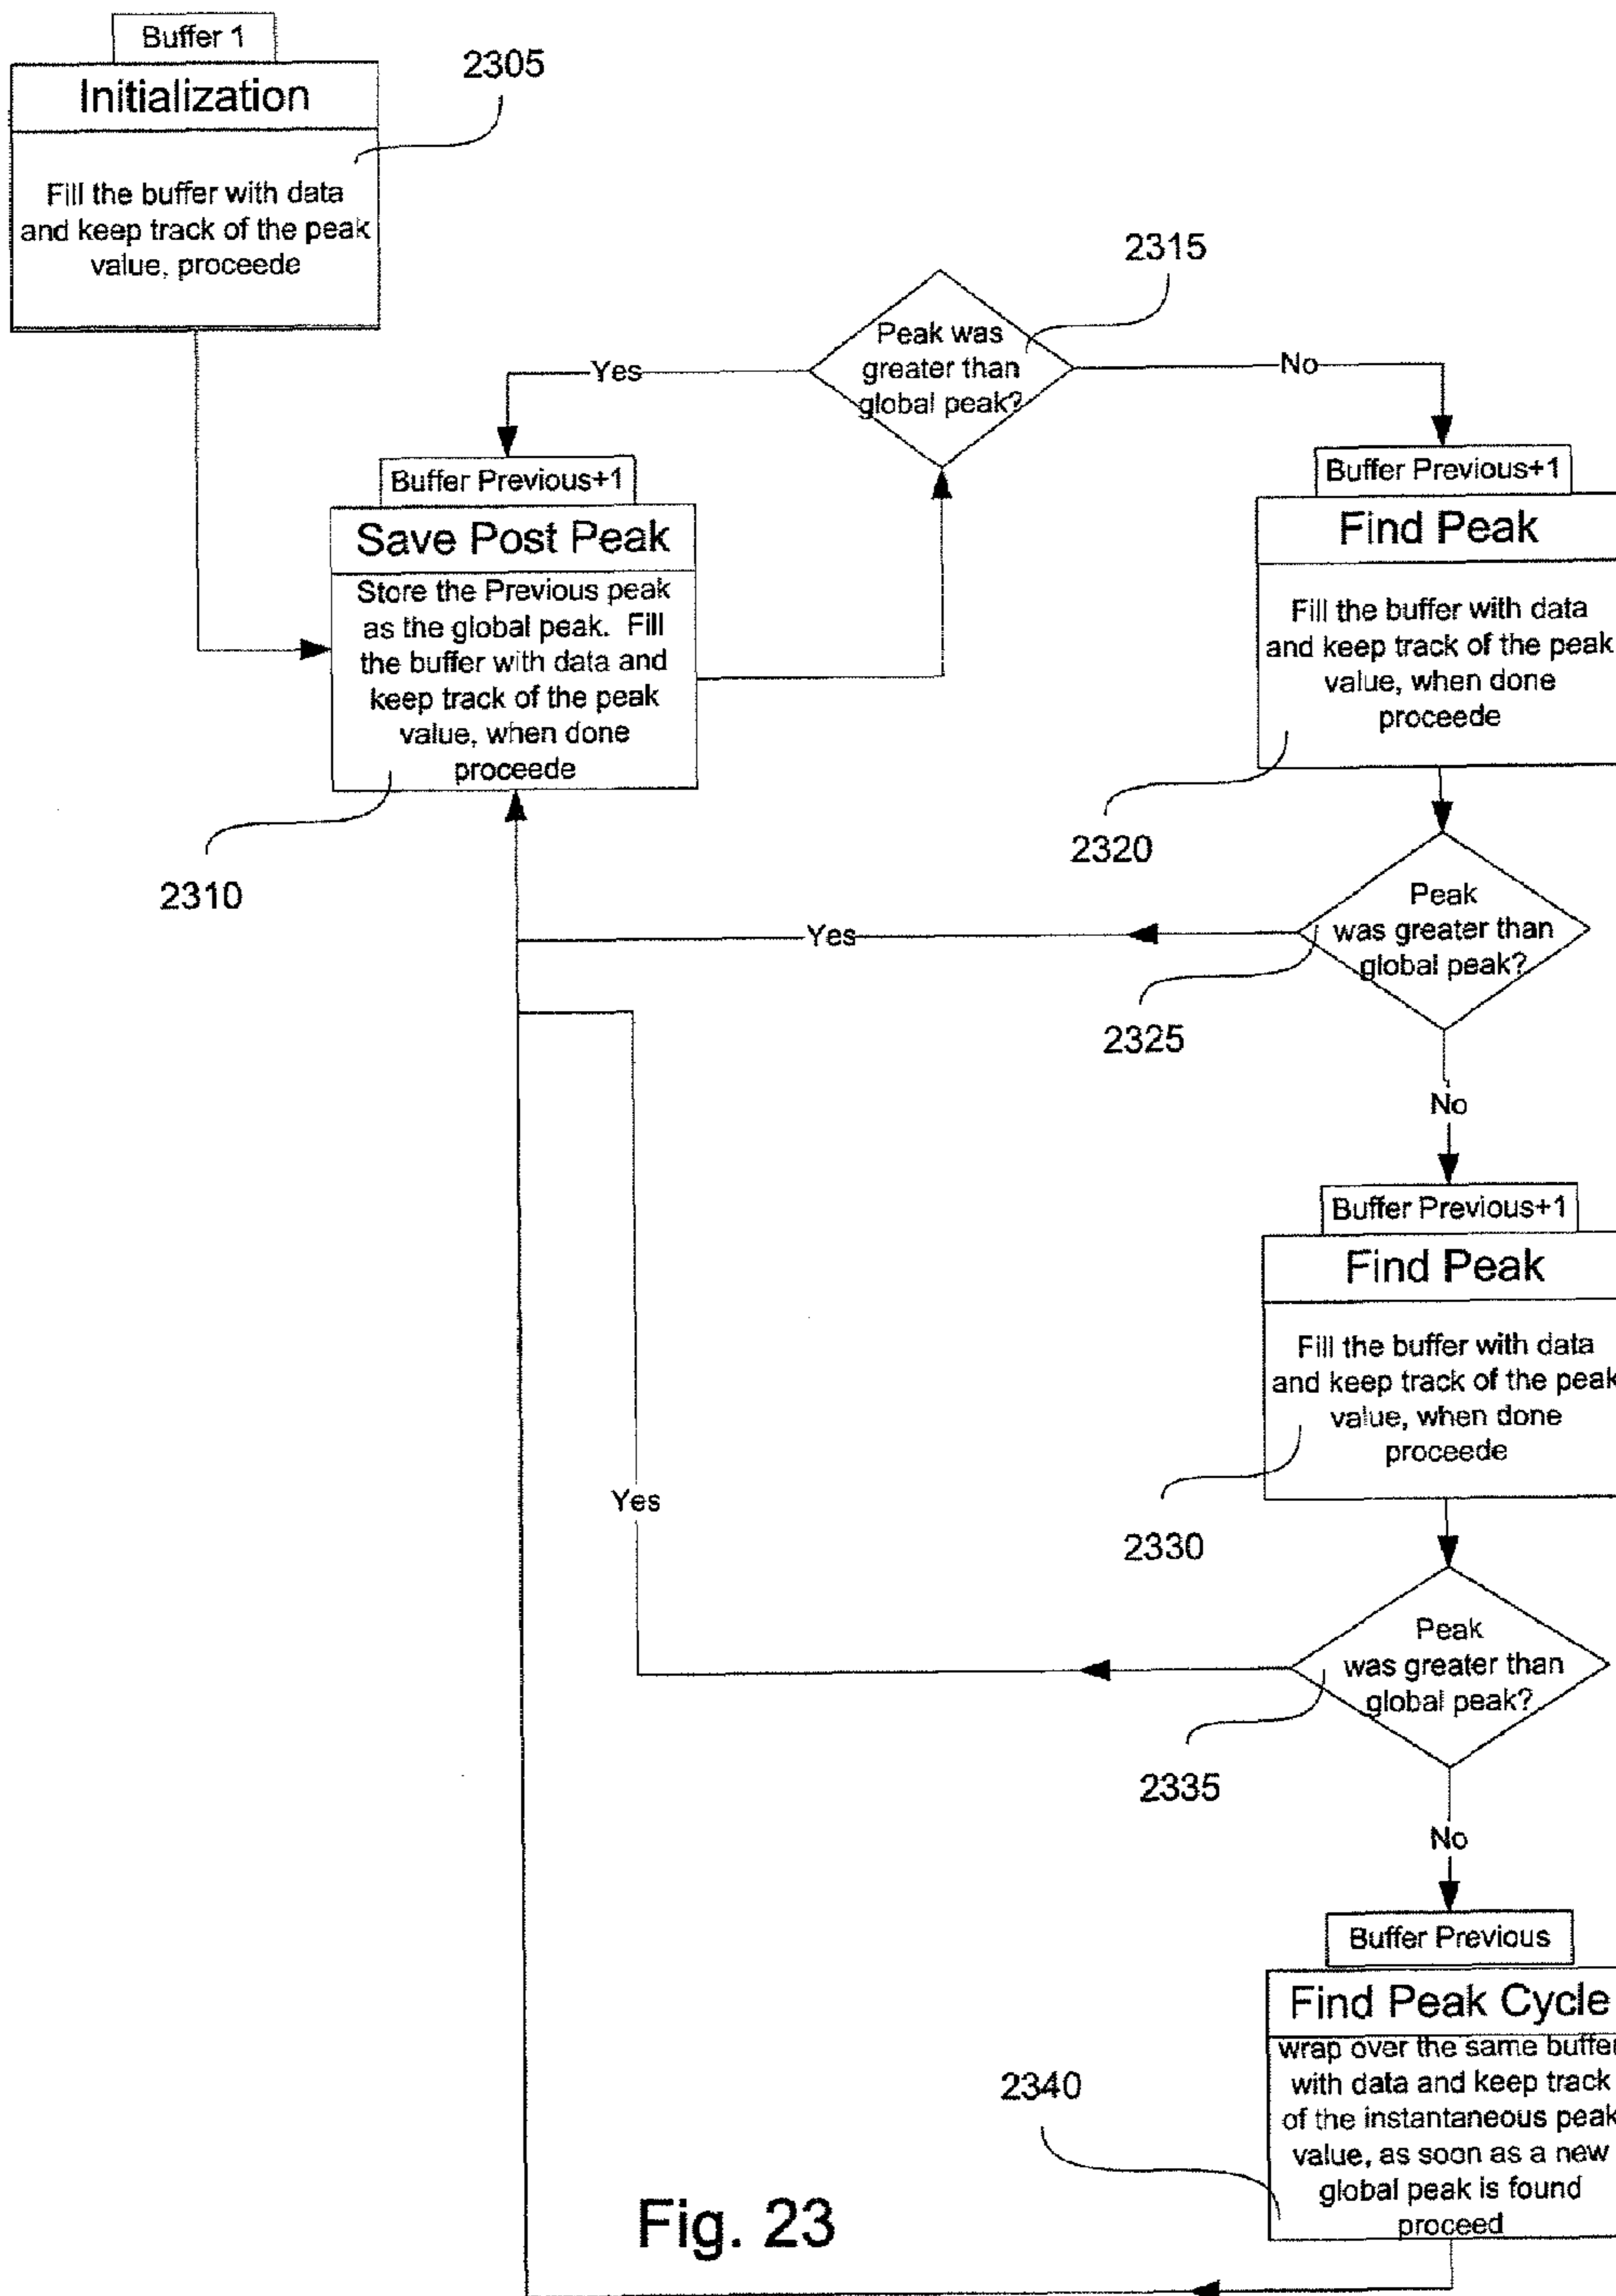 Buffer 1
Initialization
2305
Fill the buffer with data
and keep track of the peak
value, proceede
2315
Peak was
greater than
global peak?
Yes
No
Buffer Previous+1
Save Post Peak
Store the Previous peak
as the global peak. Fill
the buffer with data and
keep track of the peak
value, when done
proceede
2310
Buffer Previous+1
Find Peak
Fill the buffer with data
and keep track of the peak
value, when done
proceede
2320
Peak
was greater than
global peak?
Yes
2325
No
Buffer Previous+1
Find Peak
Fill the buffer with data
and keep track of the peak
value, when done
proceede
Yes
2330
Peak
was greater than
global peak?
2335
No
Buffer Previous
Find Peak Cycle
wrap over the same buffer
with data and keep track
of the instantaneous peak
value, as soon as a new
global peak is found
proceed
2340
Fig. 23